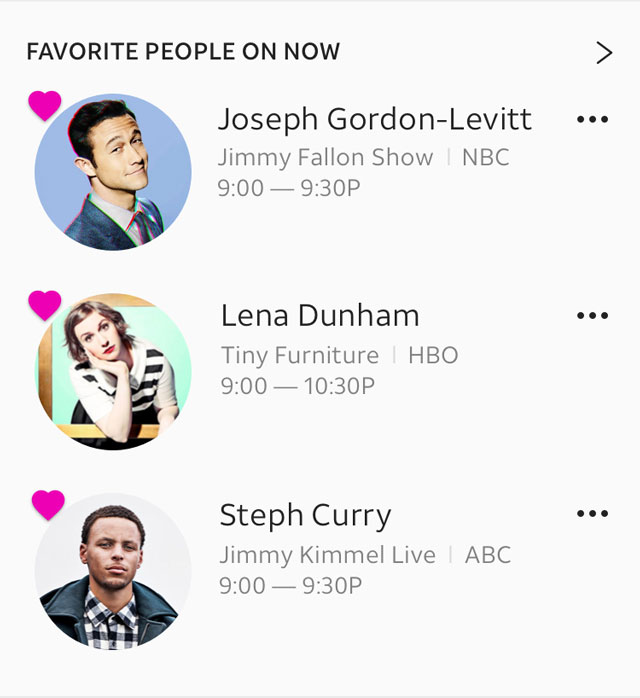 FAVORITE PEOPLE ON NOW
Joseph Gordon-Levitt
Jimmy Fallon Show | NBC
9:00 — 9:30P
Lena Dunham
Tiny Furniture | HBO
9:00 — 10:30P
Steph Curry
Jimmy Kimmel Live | ABC
9:00 — 9:30P